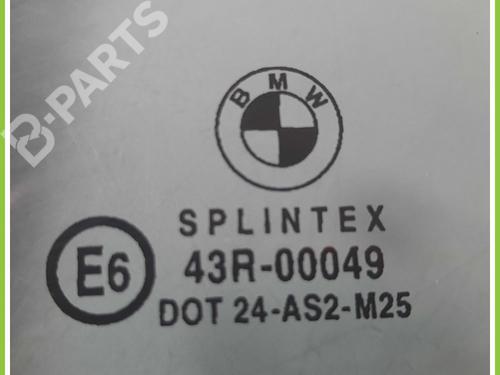 B-PARTS
BMW
SPLINTEX
E6
43R-00049
DOT 24-AS2-M25